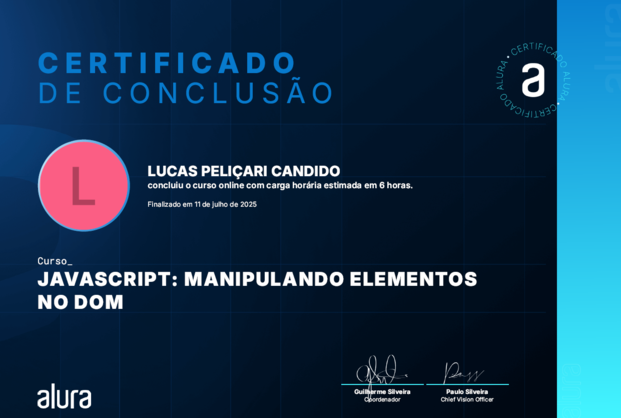 CERTIFICADO
DE CONCLUSÃO
CERTIFICADO ALURA • CERTIFICADO ALURA •
a
L
LUCAS PELIÇARI CANDIDO
concluiu o curso online com carga horária estimada em 6 horas.
Finalizado em 11 de julho de 2025
Curso_
JAVASCRIPT: MANIPULANDO ELEMENTOS
NO DOM
Guilherme Silveira
Coordenador
Paulo Silveira
Chief Vision Officer
alura